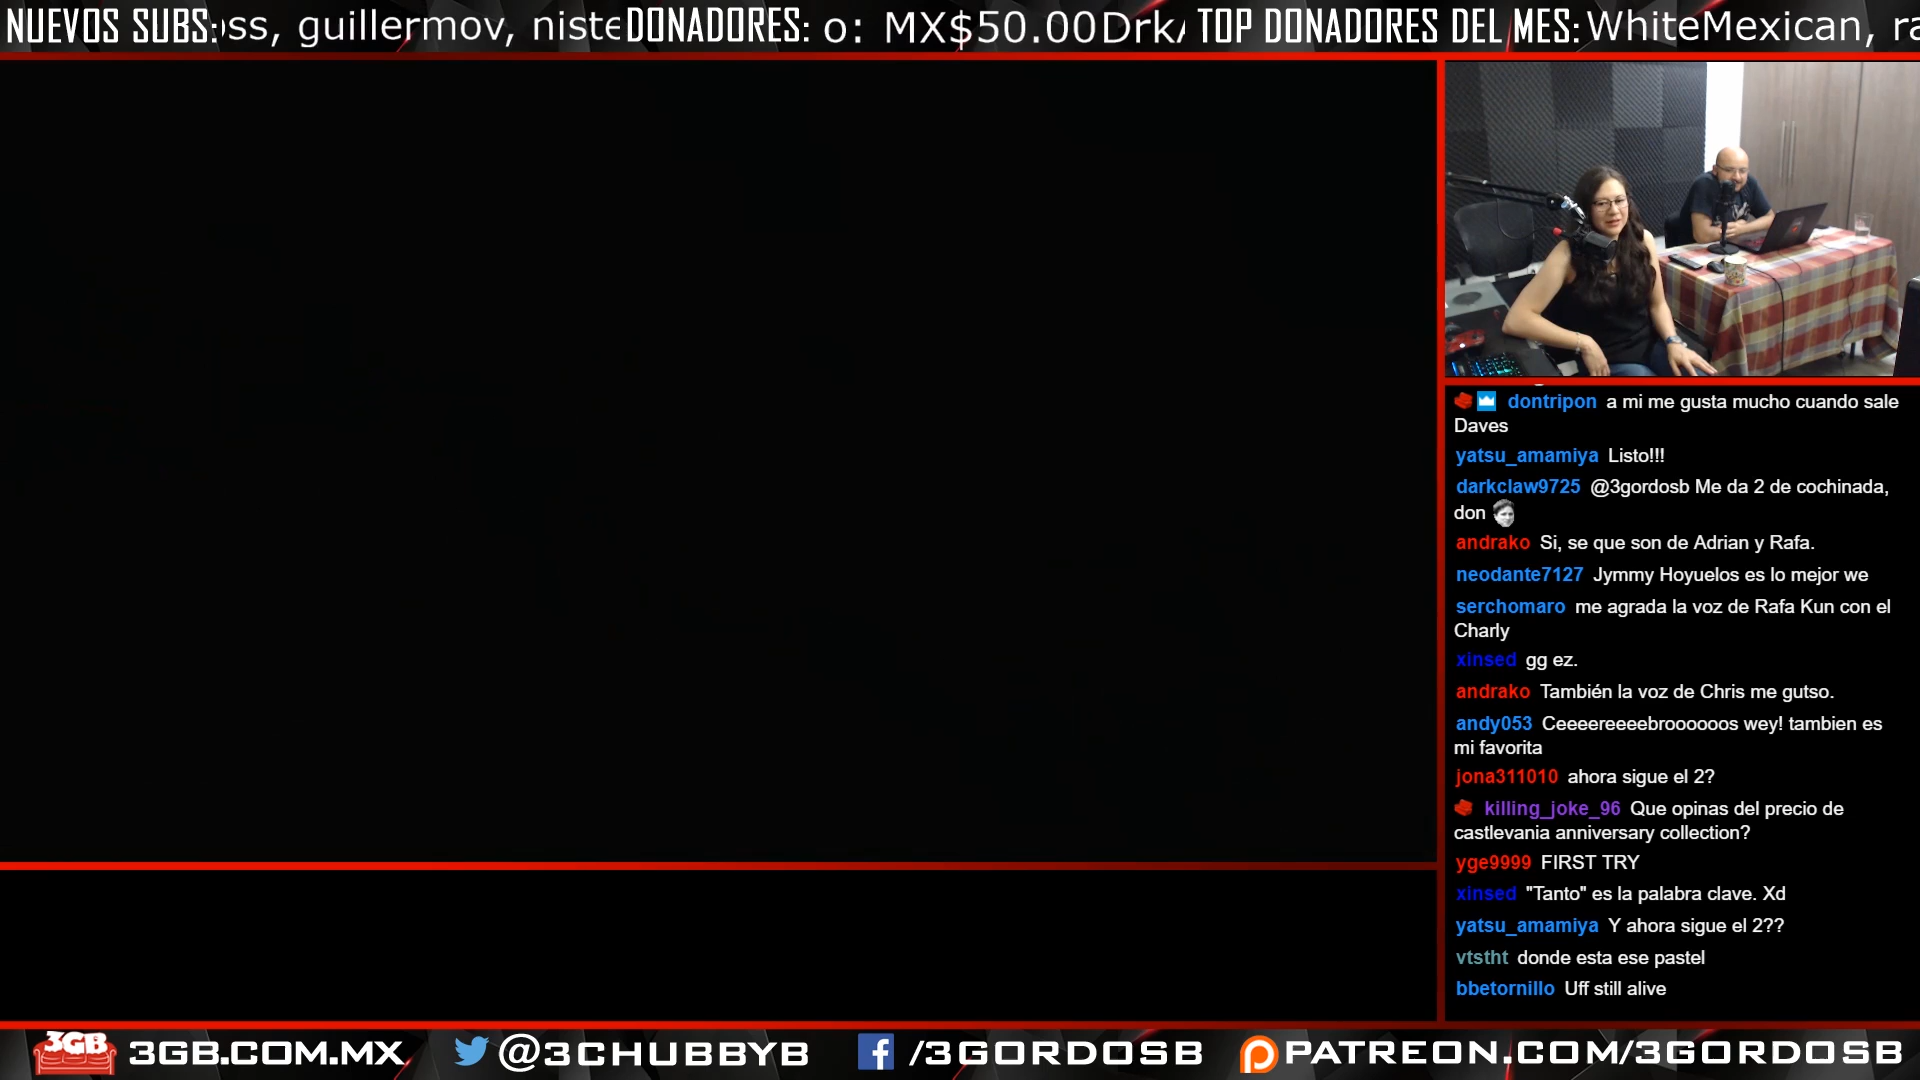 NUEVOS SUBS: oss, guillermov, niste DONADORES: o: MX$50.00Drk TOP DONADORES DEL MES: WhiteMexican, ra
dontripon a mi me gusta mucho cuando sale
Daves
yatsu_amamiya Listo!!!
darkclaw9725 @3gordosb Me da 2 de cochinada,
don
andrako Si, se que son de Adrian y Rafa.
neodante7127 Jymmy Hoyuelos es lo mejor we
serchomaro me agrada la voz de Rafa Kun con el
Charly
xinsed gg ez.
andrako También la voz de Chris me gutso.
andy053 Ceeeereeeebroooooos wey! tambien es
mi favorita
jona311010 ahora sigue el 2?
killing_joke_96 Que opinas del precio de
castlevania anniversary collection?
yge9999 FIRST TRY
xinsed "Tanto" es la palabra clave. Xd
yatsu_amamiya Y ahora sigue el 2??
vtstht donde esta ese pastel
bbetornillo Uff still alive
3GB 3GB.COM.MX @3CHUBBYB /3GORDOSB PATREON.COM/3GORDOSB